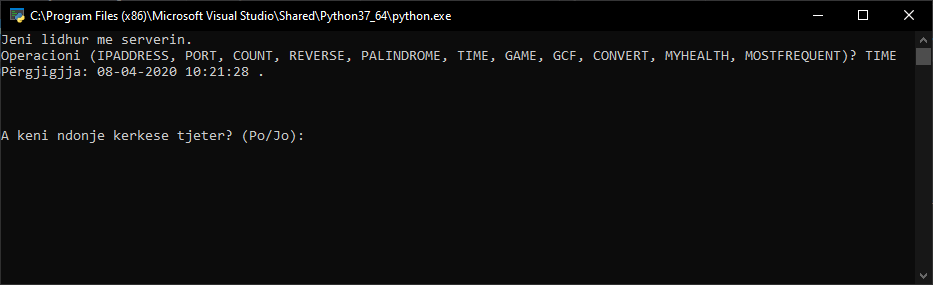 C:\Program Files (x86)\Microsoft Visual Studio\Shared\Python37_64\python.exe
Jeni lidhur me serverin.
Operacioni (IPADDRESS, PORT, COUNT, REVERSE, PALINDROME, TIME, GAME, GCF, CONVERT, MYHEALTH, MOSTFREQUENT)? TIME
Përgjigjja: 08-04-2020 10:21:28 .
A keni ndonje kerkese tjeter? (Po/Jo):